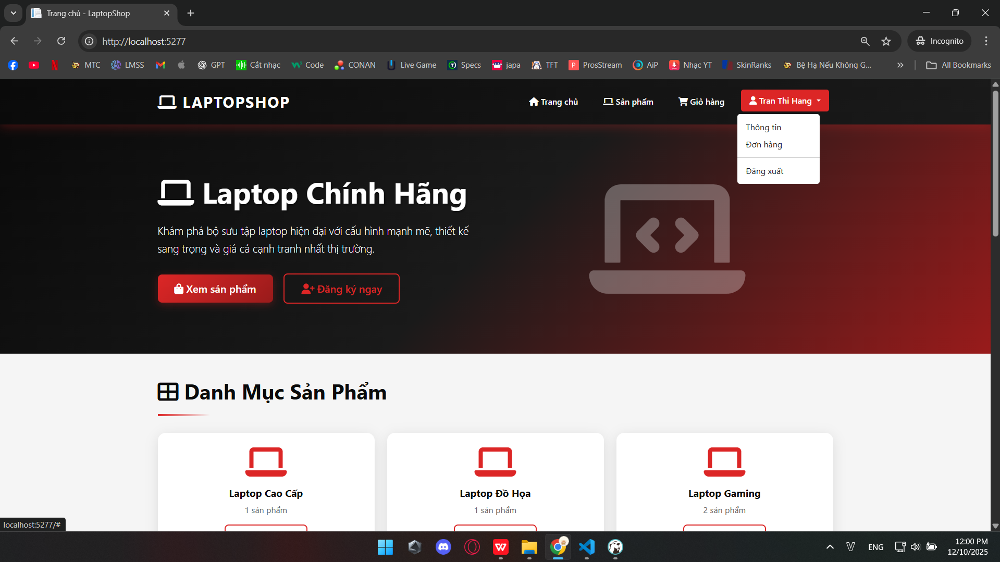 Trang chủ - LaptopShop
http://localhost:5277
Incognito
MTC
LMSS
GPT
Cắt nhạc
Code
CONAN
Live Game
Specs
japa
TFT
ProsStream
AiP
Nhạc YT
SkinRanks
Bệ Hạ Nếu Không G...
All Bookmarks
LAPTOPSHOP
Trang chủ
Sản phẩm
Giỏ hàng
Tran Thi Hang
Thông tin
Đơn hàng
Đăng xuất
Laptop Chính Hãng
Khám phá bộ sưu tập laptop hiện đại với cấu hình mạnh mẽ, thiết kế
sang trọng và giá cả cạnh tranh nhất thị trường.
Xem sản phẩm
Đăng ký ngay
Danh Mục Sản Phẩm
Laptop Cao Cấp
1 sản phẩm
Laptop Đồ Họa
1 sản phẩm
Laptop Gaming
2 sản phẩm
localhost:5277/#
ENG
12:00 PM
12/10/2025